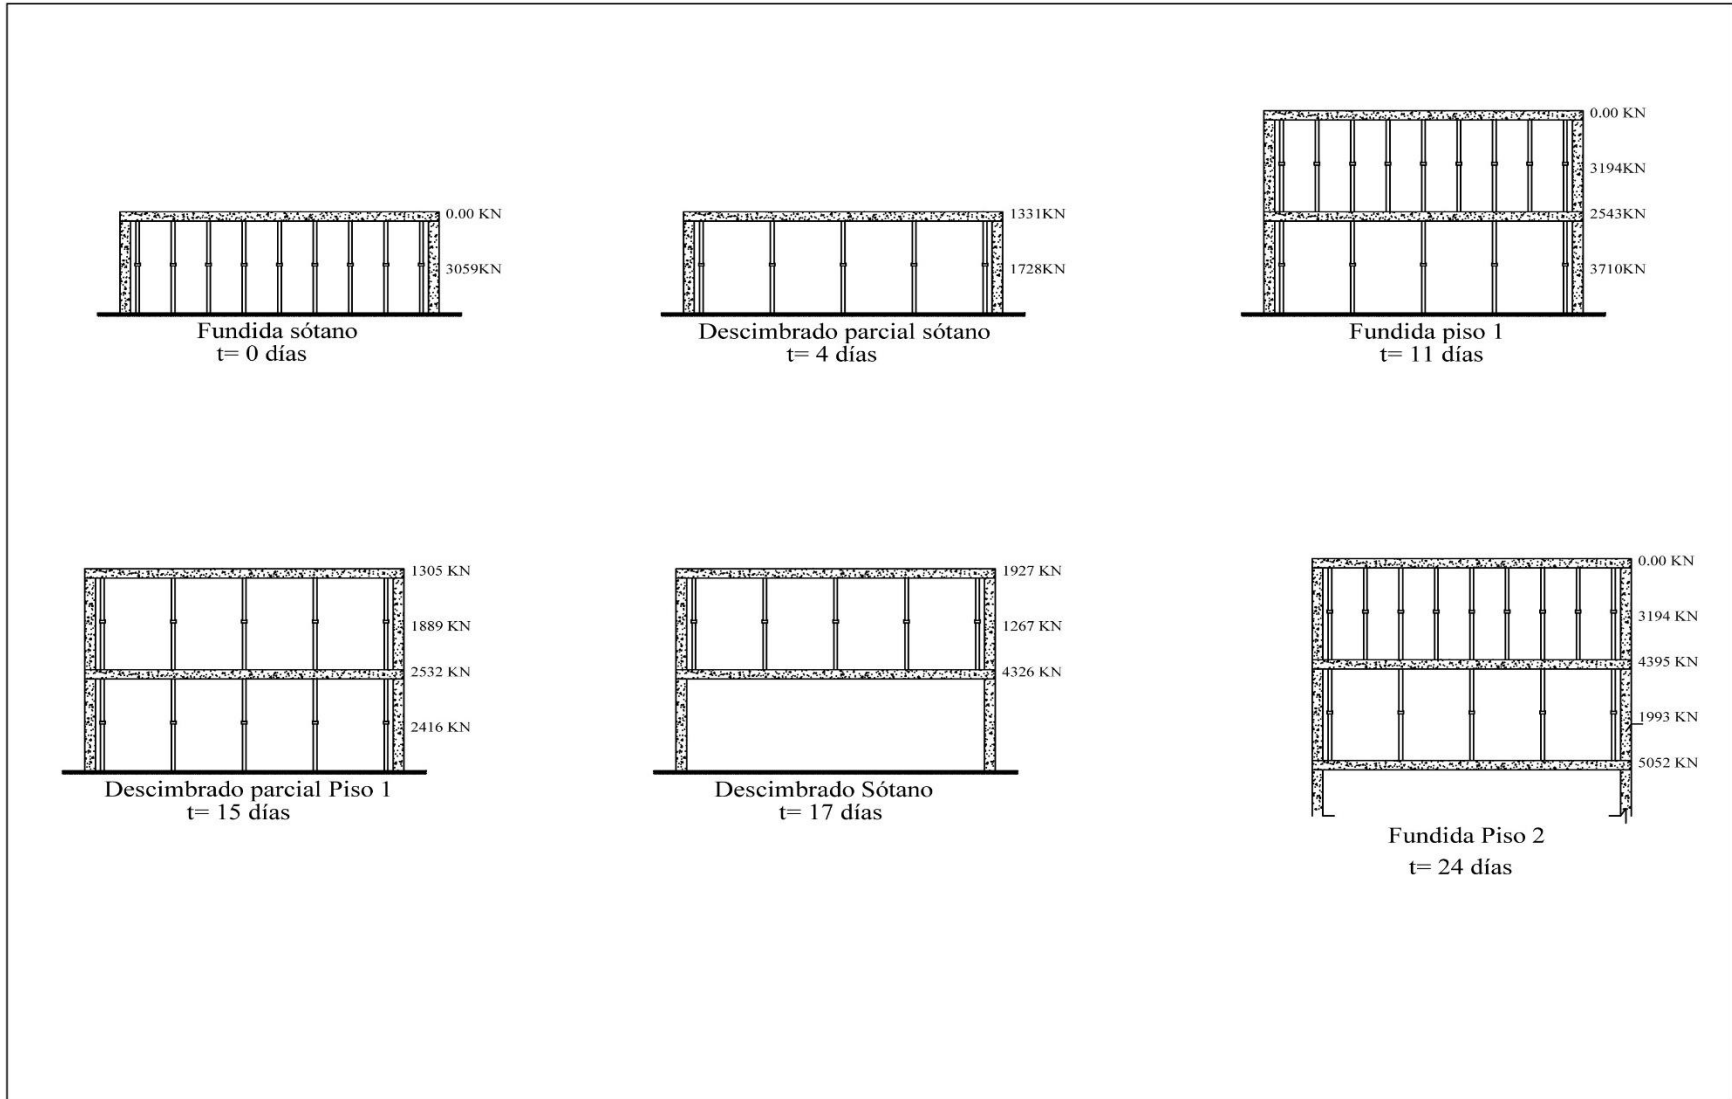 0.00 KN
3059KN
Fundida sótano
t= 0 días
1331KN
1728KN
Descimbrado parcial sótano
t= 4 días
0.00 KN
3194KN
2543KN
3710KN
Fundida piso 1
t= 11 días
1305 KN
1889 KN
2532 KN
2416 KN
Descimbrado parcial Piso 1
t= 15 días
1927 KN
1267 KN
4326 KN
Descimbrado Sótano
t= 17 días
0.00 KN
3194 KN
4395 KN
1993 KN
5052 KN
Fundida Piso 2
t= 24 días